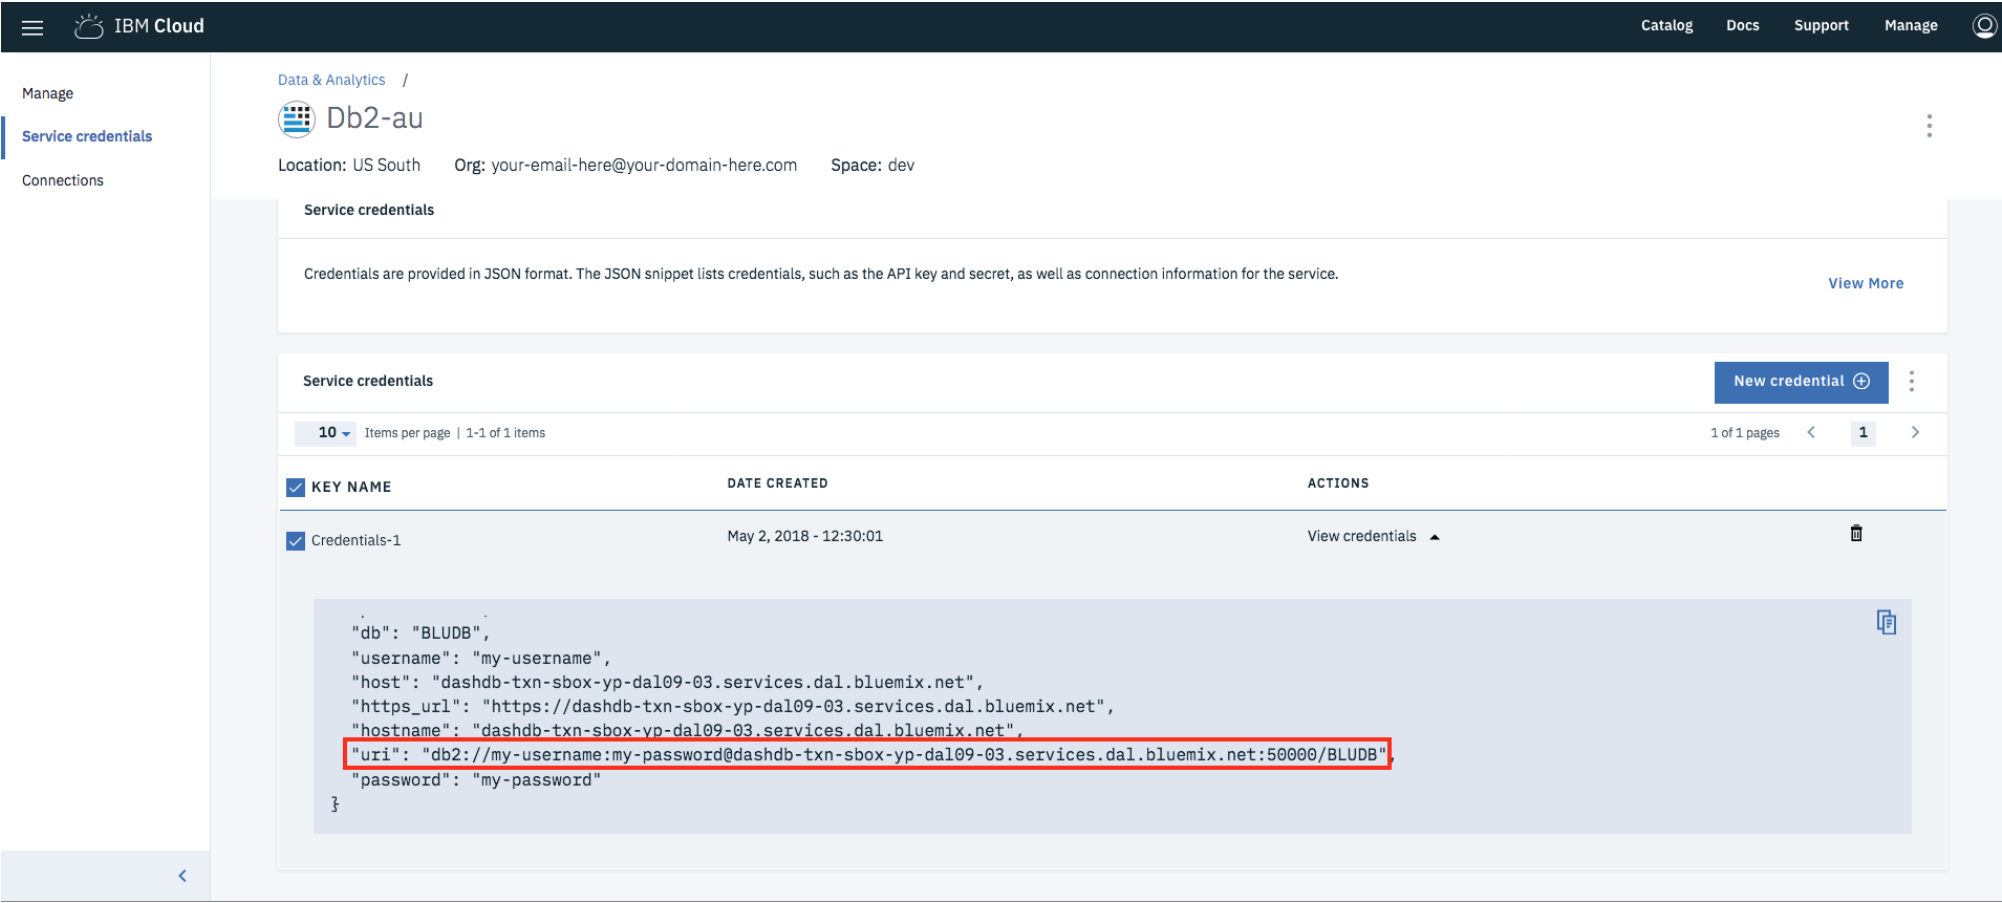 IBM Cloud
Catalog Docs Support Manage
Manage
Service credentials
Connections
Data & Analytics /
Db2-au
Location: US South Org: your-email-here@your-domain-here.com Space: dev
Service credentials
Credentials are provided in JSON format. The JSON snippet lists credentials, such as the API key and secret, as well as connection information for the service.
View More
Service credentials
New credential
10 Items per page | 1-1 of 1 items
1 of 1 pages 1
KEY NAME DATE CREATED ACTIONS
Credentials-1 May 2, 2018 - 12:30:01 View credentials
"db": "BLUDB",
"username": "my-username",
"host": "dashdb-txn-sbox-yp-dal09-03.services.dal.bluemix.net",
"https_url": "https://dashdb-txn-sbox-yp-dal09-03.services.dal.bluemix.net",
"hostname": "dashdb-txn-sbox-yp-dal09-03.services.dal.bluemix.net",
"uri": "db2://my-username:my-password@dashdb-txn-sbox-yp-dal09-03.services.dal.bluemix.net:50000/BLUDB",
"password": "my-password"
}